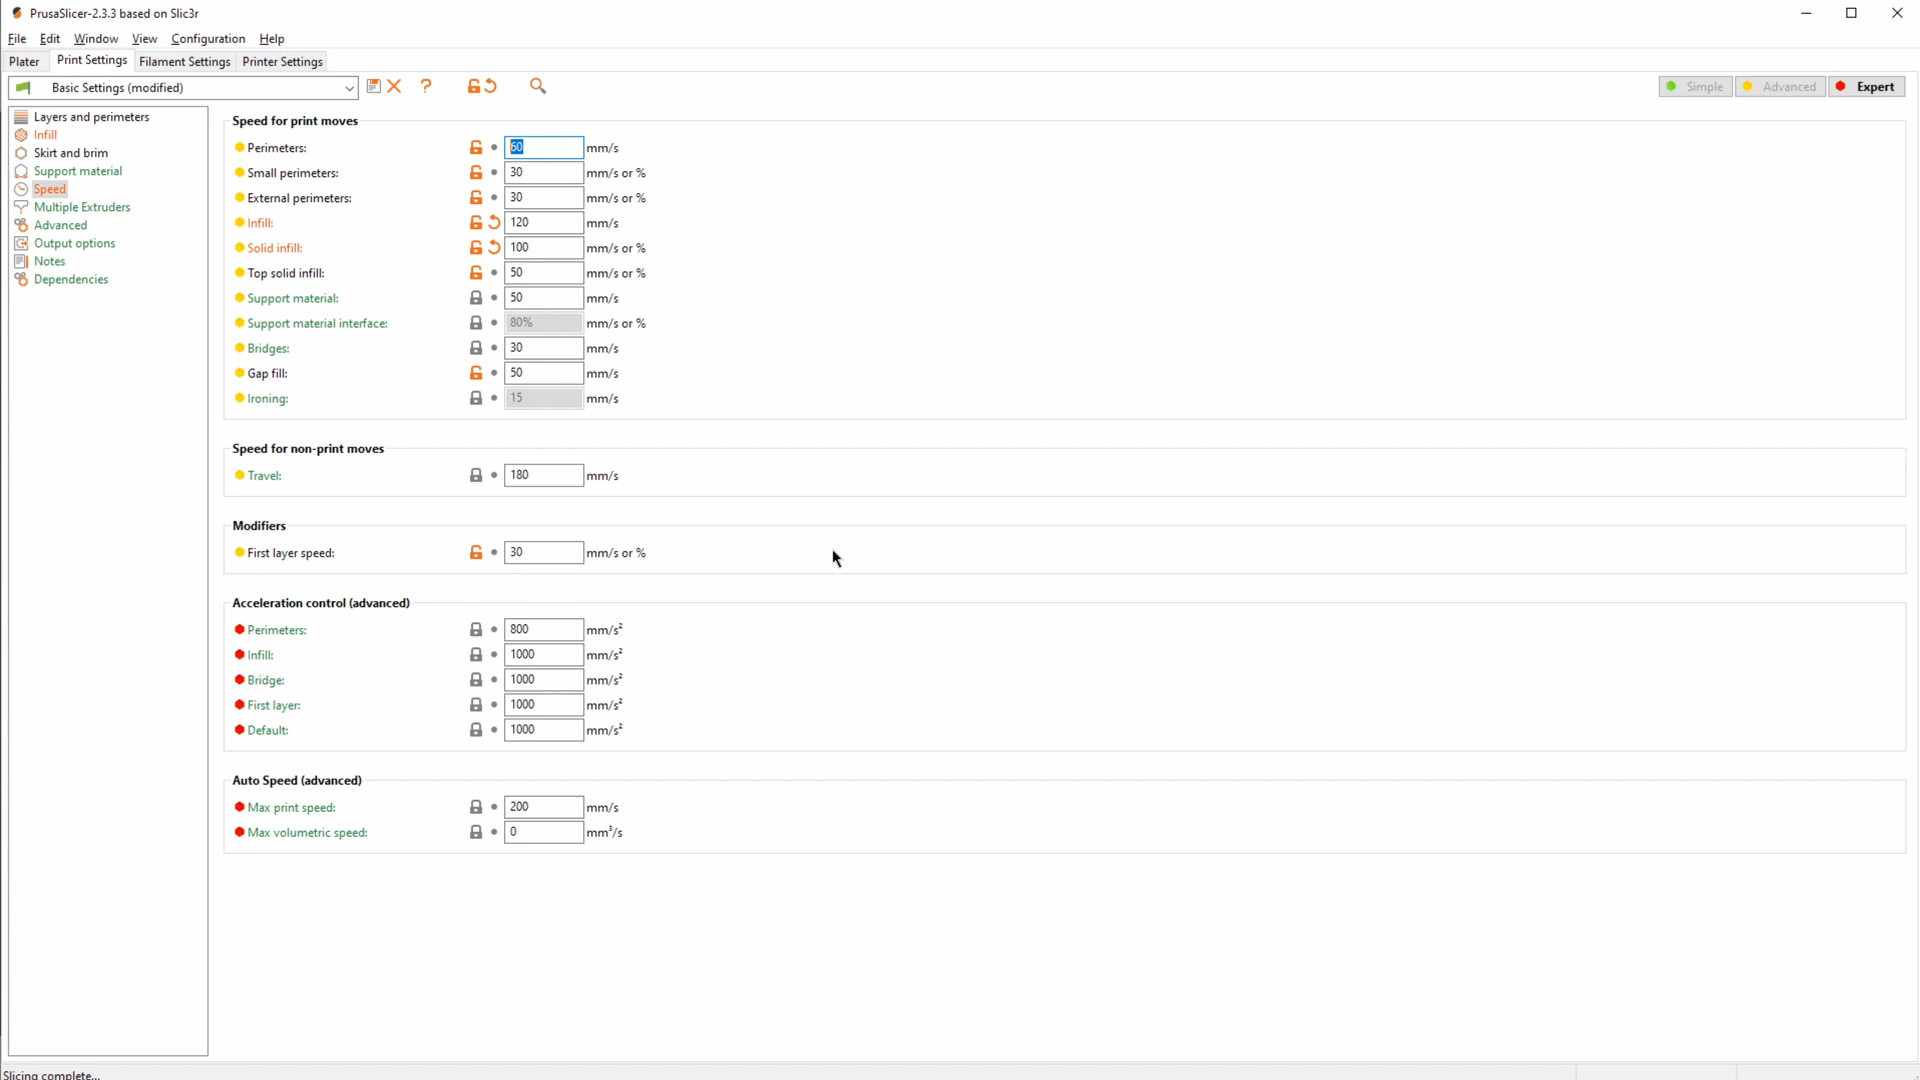 PrusaSlicer-2.3.3 based on Slic3r
File Edit Window View Configuration Help
Plater Print Settings Filament Settings Printer Settings
Basic Settings (modified) ? Simple Advanced Expert
Layers and perimeters
Infill
Skirt and brim
Support material
Speed
Multiple Extruders
Advanced
Output options
Notes
Dependencies
Speed for print moves
Perimeters: 60 mm/s
Small perimeters: 30 mm/s or %
External perimeters: 30 mm/s or %
Infill: 120 mm/s
Solid infill: 100 mm/s or %
Top solid infill: 50 mm/s or %
Support material: 50 mm/s
Support material interface: 80% mm/s or %
Bridges: 30 mm/s
Gap fill: 50 mm/s
Ironing: 15 mm/s
Speed for non-print moves
Travel: 180 mm/s
Modifiers
First layer speed: 30 mm/s or %
Acceleration control (advanced)
Perimeters: 800 mm/s²
Infill: 1000 mm/s²
Bridge: 1000 mm/s²
First layer: 1000 mm/s²
Default: 1000 mm/s²
Auto Speed (advanced)
Max print speed: 200 mm/s
Max volumetric speed: 0 mm³/s
Slicing complete...